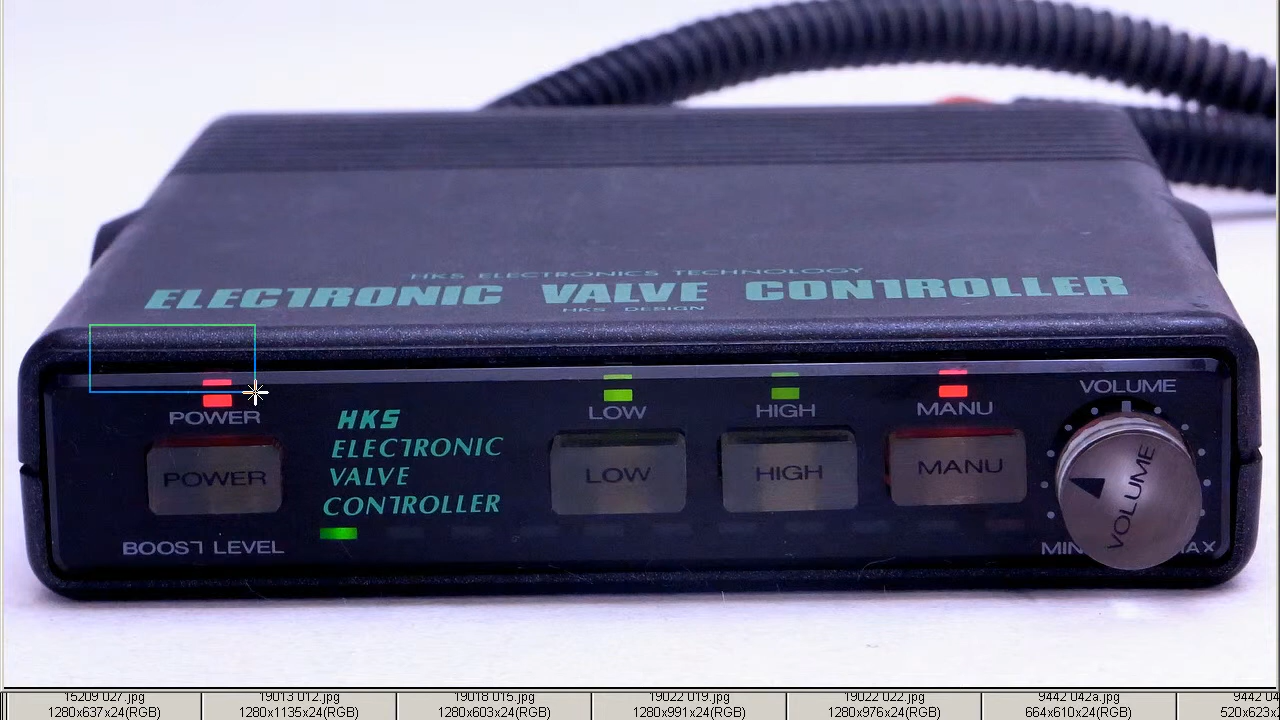 HKS ELECTRONICS TECHNOLOGY
ELECTRONIC VALVE CONTROLLER
HKS DESIGN
POWER
LOW
HIGH
MANU
VOLUME
HKS
ELECTRONIC
VALVE
CONTROLLER
POWER
LOW
HIGH
MANU
VOLUME
BOOST LEVEL
MIN
15209 027.jpg
19013 012.jpg
19018 015.jpg
19022 019.jpg
19022 022.jpg
9442 042a.jpg
1280x637x24(RGB)
1280x1135x24(RGB)
1280x603x24(RGB)
1280x991x24(RGB)
1280x976x24(RGB)
664x610x24(RGB)